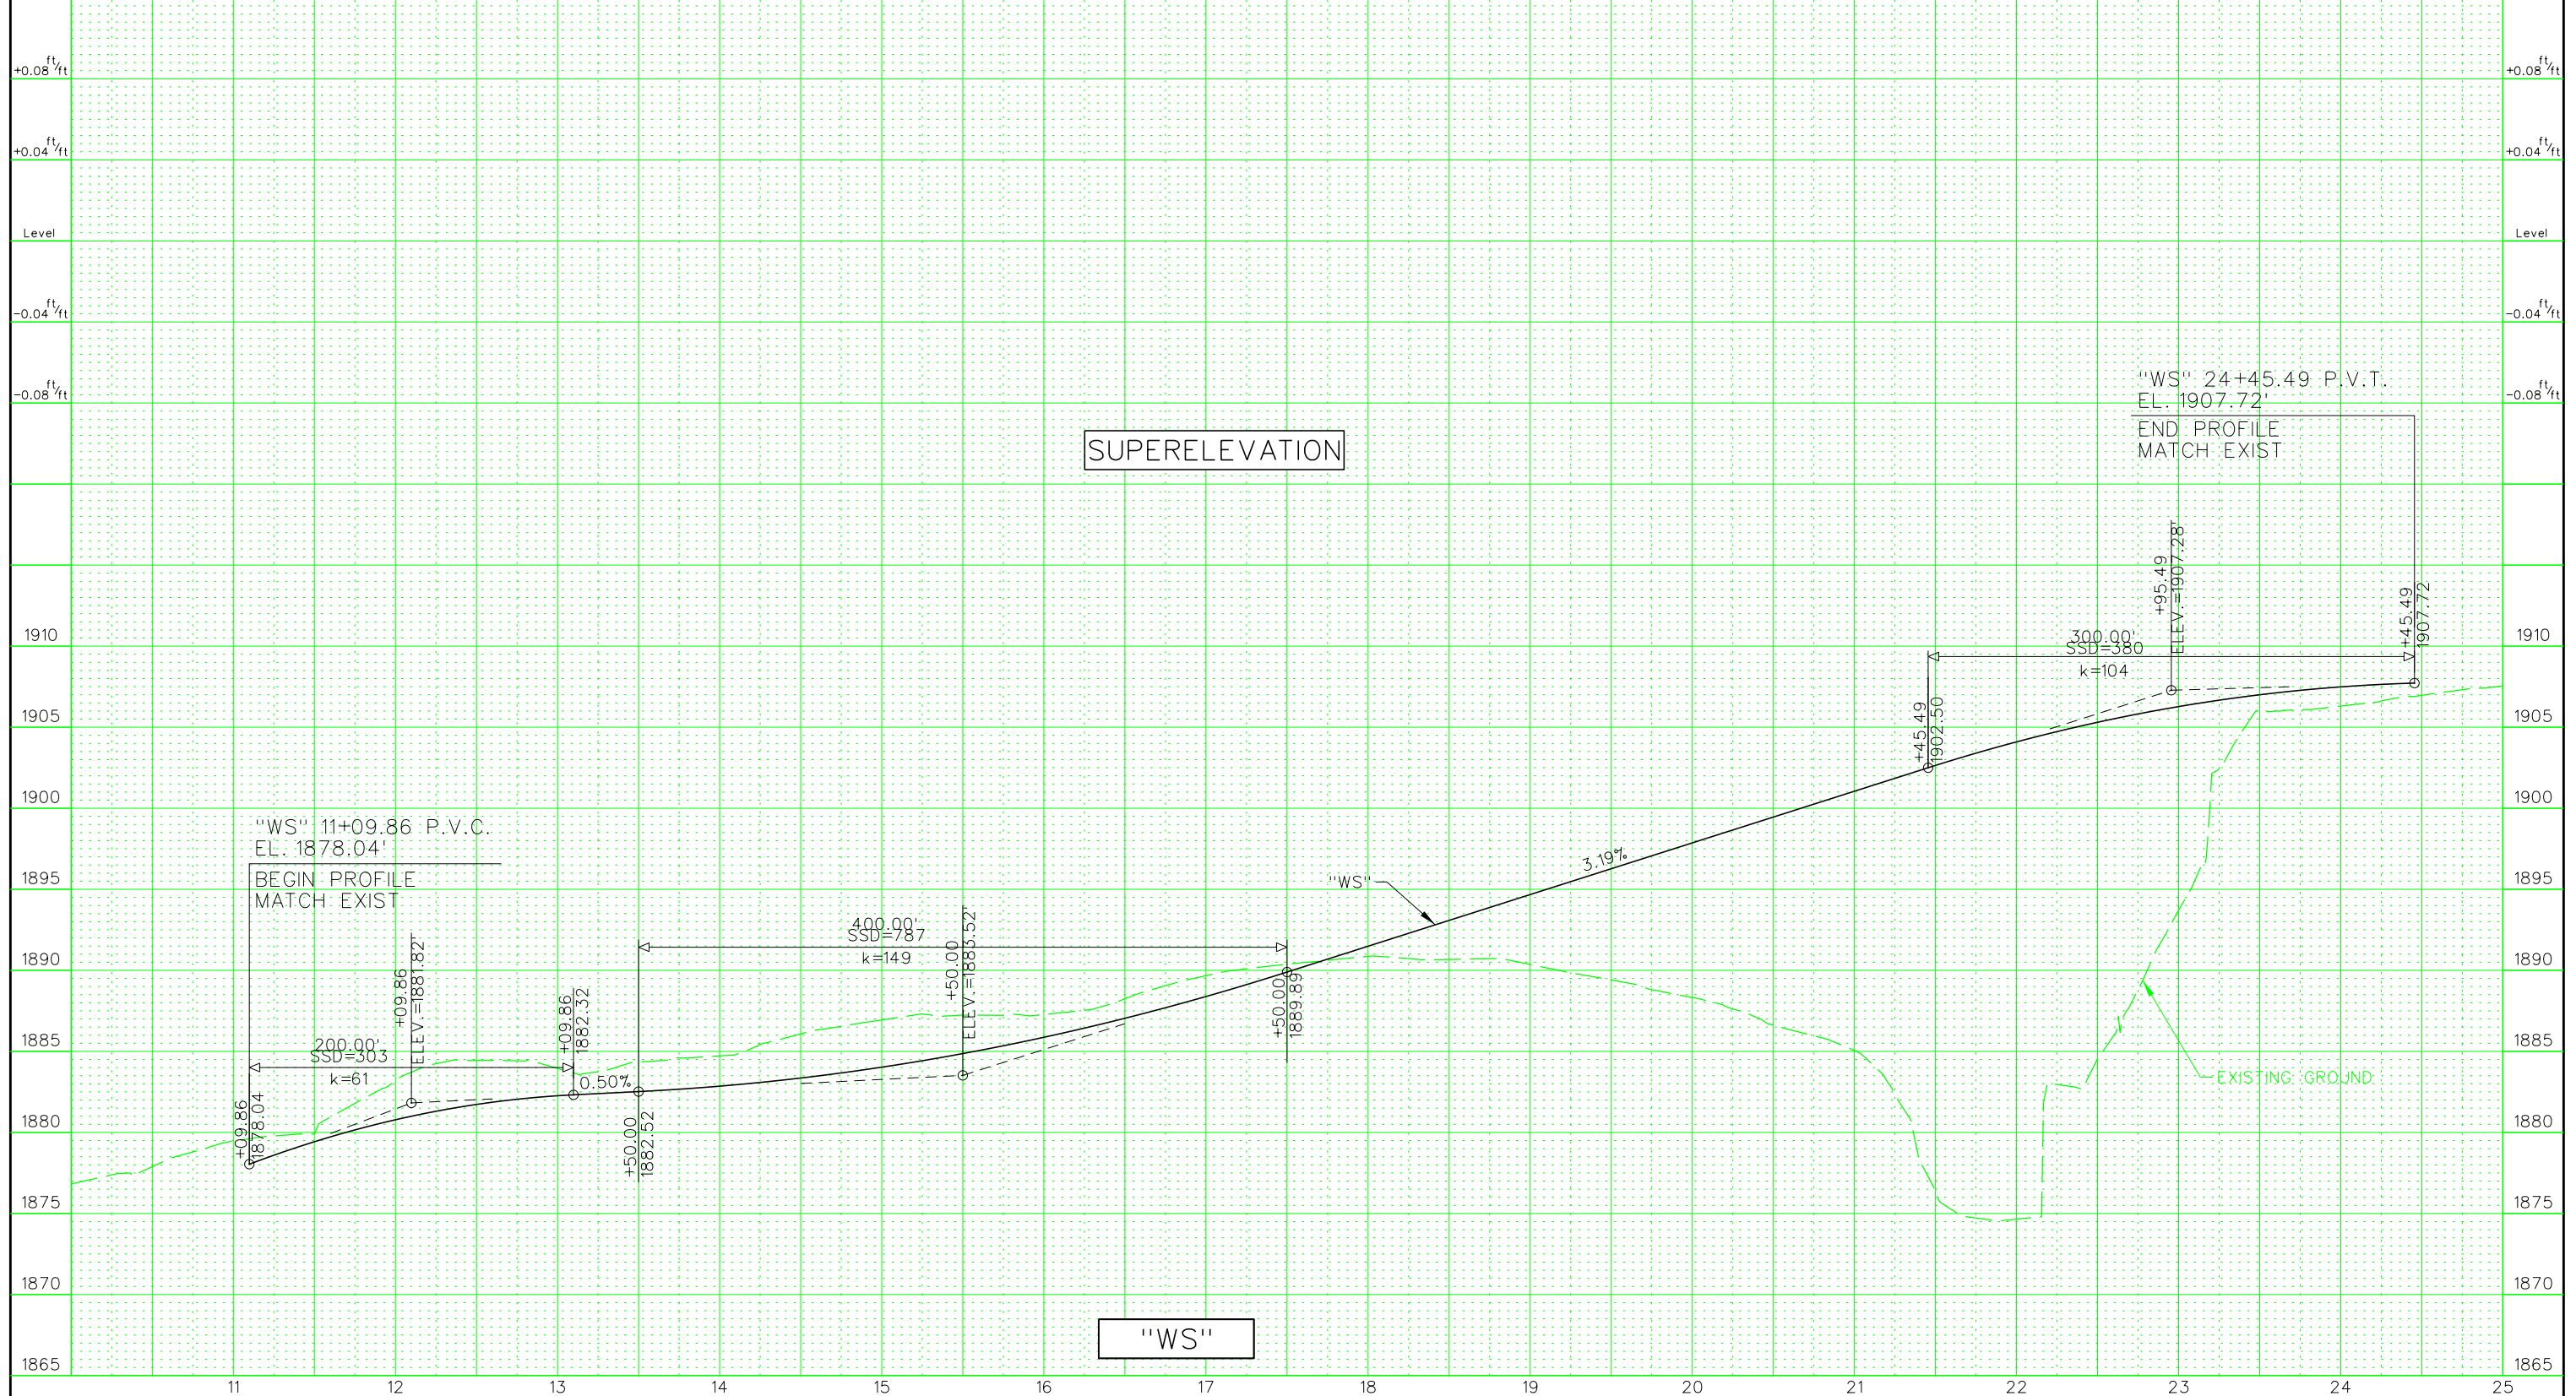 +0.08 ft/ft
+0.08 ft/ft
+0.04 ft/ft
+0.04 ft/ft
Level
Level
-0.04 ft/ft
-0.04 ft/ft
-0.08 ft/ft
-0.08 ft/ft
"WS" 24+45.49 P.V.T.
EL. 1907.72'
END PROFILE
MATCH EXIST
SUPERELEVATION
+95.49
ELEV.=1907.28'
+45.49
1907.72
1910
300.00'
SSD=380
k=104
1910
+45.49
1902.50
1905
1905
1900
1900
"WS" 11+09.86 P.V.C.
EL. 1878.04'
BEGIN PROFILE
MATCH EXIST
3.19%
"WS"
1895
1895
400.00'
SSD=787
k=149
+50.00
ELEV.=1883.52'
+50.00
1889.89
1890
1890
+09.86
ELEV.=1881.82'
+09.86
1882.32
200.00'
SSD=303
k=61
0.50%
1885
1885
EXISTING GROUND
+09.86
1878.04
+50.00
1882.52
1880
1880
1875
1875
1870
1870
"WS"
1865
1865
11 12 13 14 15 16 17 18 19 20 21 22 23 24 25